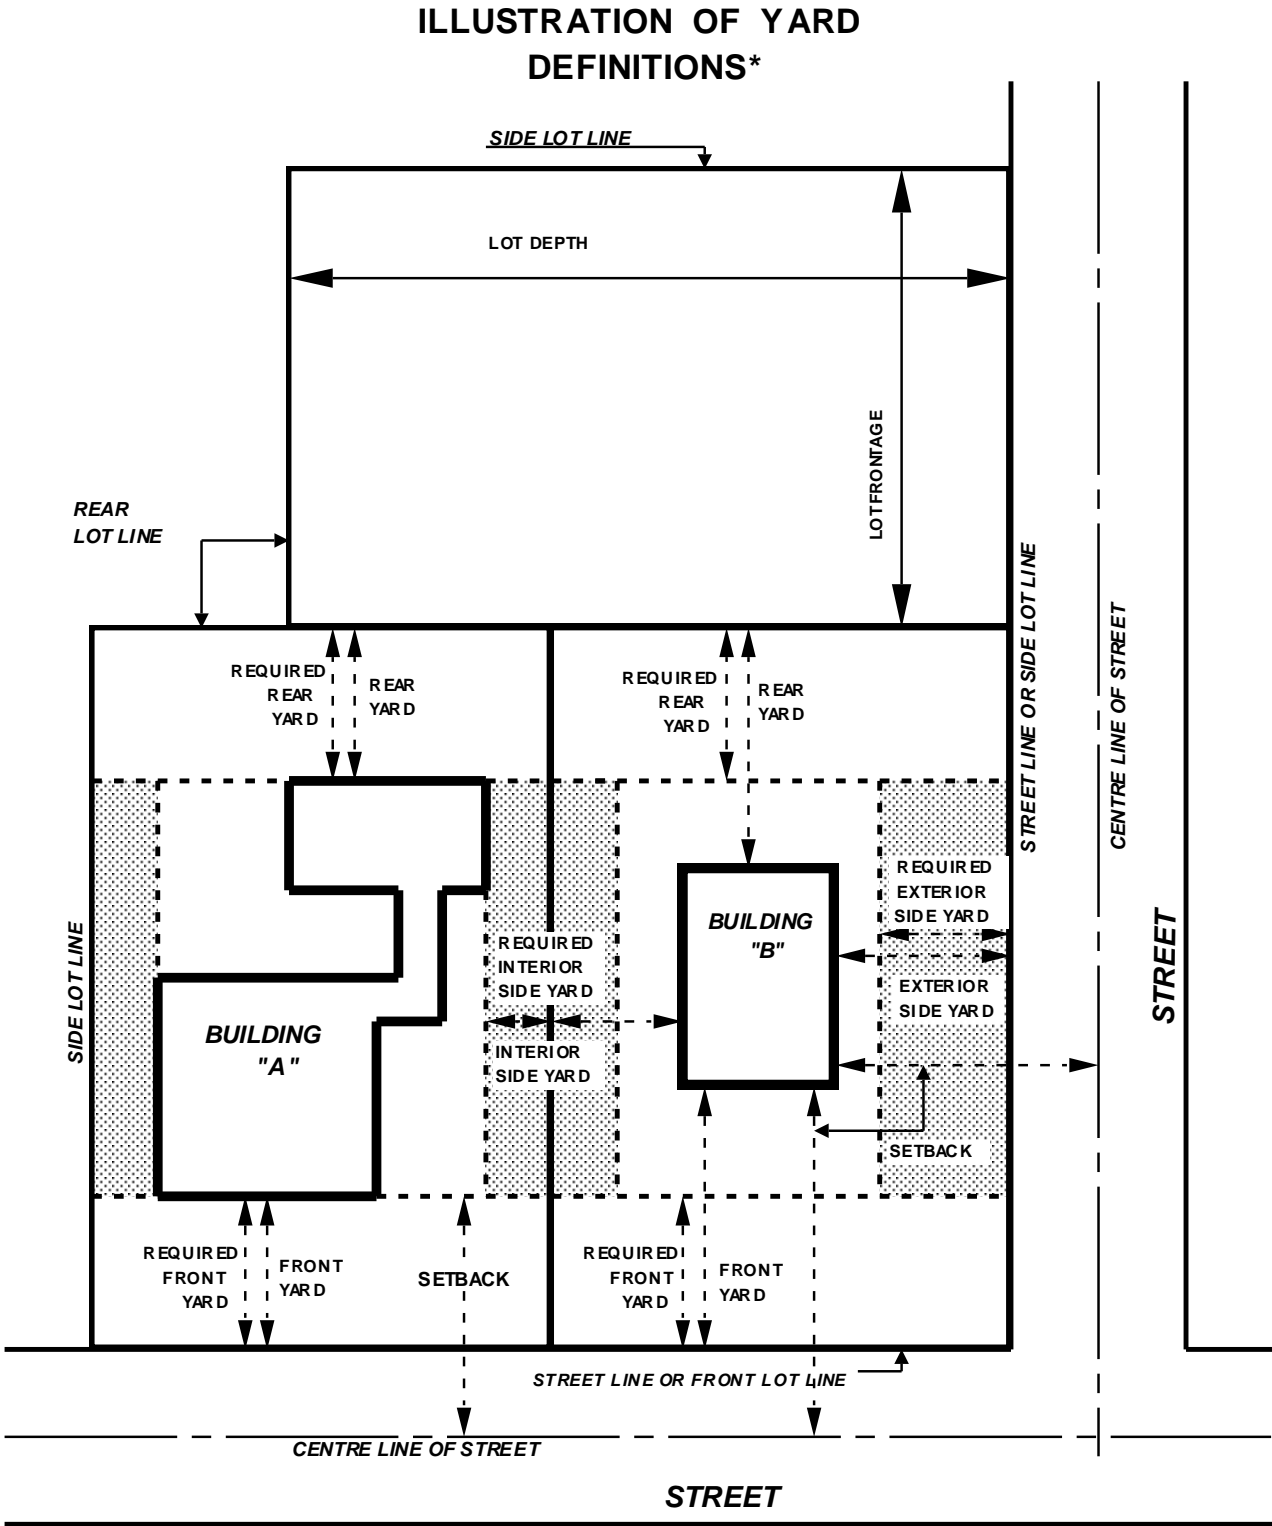 ILLUSTRATION OF YARD
DEFINITIONS*
SIDE LOT LINE
LOT DEPTH
LOT FRONTAGE
REAR
LOT LINE
STREET LINE OR SIDE LOT LINE
CENTRE LINE OF STREET
REQUIRED
REAR
YARD
REAR
YARD
REQUIRED
REAR
YARD
REAR
YARD
REQUIRED
EXTERIOR
SIDE YARD
BUILDING
"B"
STREET
SIDE LOT LINE
REQUIRED
INTERIOR
SIDE YARD
EXTERIOR
SIDE YARD
BUILDING
"A"
INTERIOR
SIDE YARD
SETBACK
REQUIRED
FRONT
YARD
FRONT
YARD
SETBACK
REQUIRED
FRONT
YARD
FRONT
YARD
STREET LINE OR FRONT LOT LINE
CENTRE LINE OF STREET
STREET